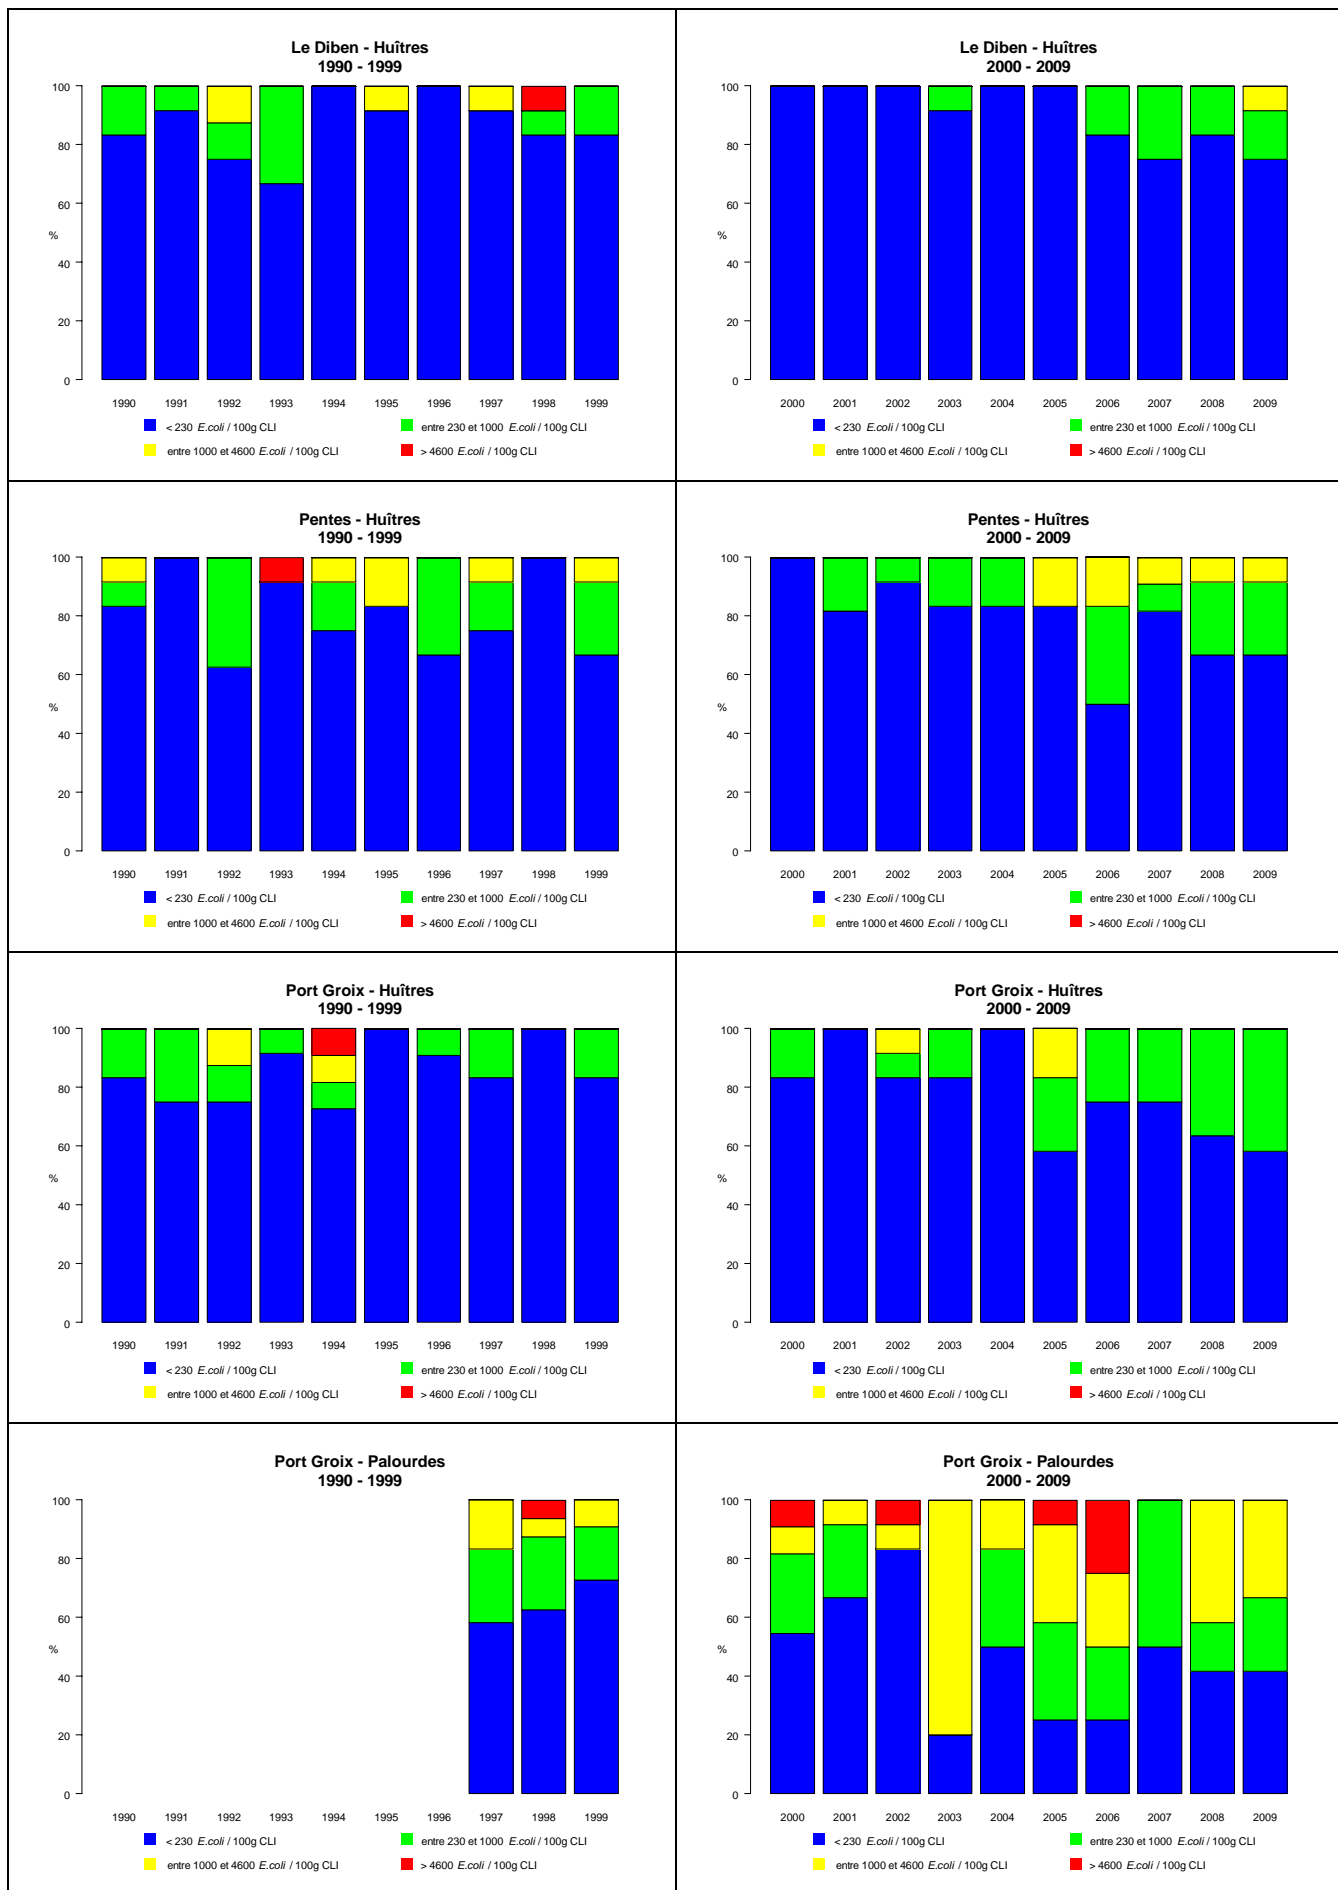 Le Diben - Huîtres
1990 - 1999
100
80
60
%
40
20
0
1990 1991 1992 1993 1994 1995 1996 1997 1998 1999
< 230 E.coli / 100g CLI
entre 230 et 1000 E.coli / 100g CLI
entre 1000 et 4600 E.coli / 100g CLI
> 4600 E.coli / 100g CLI
Le Diben - Huîtres
2000 - 2009
100
80
60
%
40
20
0
2000 2001 2002 2003 2004 2005 2006 2007 2008 2009
< 230 E.coli / 100g CLI
entre 230 et 1000 E.coli / 100g CLI
entre 1000 et 4600 E.coli / 100g CLI
> 4600 E.coli / 100g CLI
Pentes - Huîtres
1990 - 1999
100
80
60
%
40
20
0
1990 1991 1992 1993 1994 1995 1996 1997 1998 1999
< 230 E.coli / 100g CLI
entre 230 et 1000 E.coli / 100g CLI
entre 1000 et 4600 E.coli / 100g CLI
> 4600 E.coli / 100g CLI
Pentes - Huîtres
2000 - 2009
100
80
60
%
40
20
0
2000 2001 2002 2003 2004 2005 2006 2007 2008 2009
< 230 E.coli / 100g CLI
entre 230 et 1000 E.coli / 100g CLI
entre 1000 et 4600 E.coli / 100g CLI
> 4600 E.coli / 100g CLI
Port Groix - Huîtres
1990 - 1999
100
80
60
%
40
20
0
1990 1991 1992 1993 1994 1995 1996 1997 1998 1999
< 230 E.coli / 100g CLI
entre 230 et 1000 E.coli / 100g CLI
entre 1000 et 4600 E.coli / 100g CLI
> 4600 E.coli / 100g CLI
Port Groix - Huîtres
2000 - 2009
100
80
60
%
40
20
0
2000 2001 2002 2003 2004 2005 2006 2007 2008 2009
< 230 E.coli / 100g CLI
entre 230 et 1000 E.coli / 100g CLI
entre 1000 et 4600 E.coli / 100g CLI
> 4600 E.coli / 100g CLI
Port Groix - Palourdes
1990 - 1999
100
80
60
%
40
20
0
1990 1991 1992 1993 1994 1995 1996 1997 1998 1999
< 230 E.coli / 100g CLI
entre 230 et 1000 E.coli / 100g CLI
entre 1000 et 4600 E.coli / 100g CLI
> 4600 E.coli / 100g CLI
Port Groix - Palourdes
2000 - 2009
100
80
60
%
40
20
0
2000 2001 2002 2003 2004 2005 2006 2007 2008 2009
< 230 E.coli / 100g CLI
entre 230 et 1000 E.coli / 100g CLI
entre 1000 et 4600 E.coli / 100g CLI
> 4600 E.coli / 100g CLI